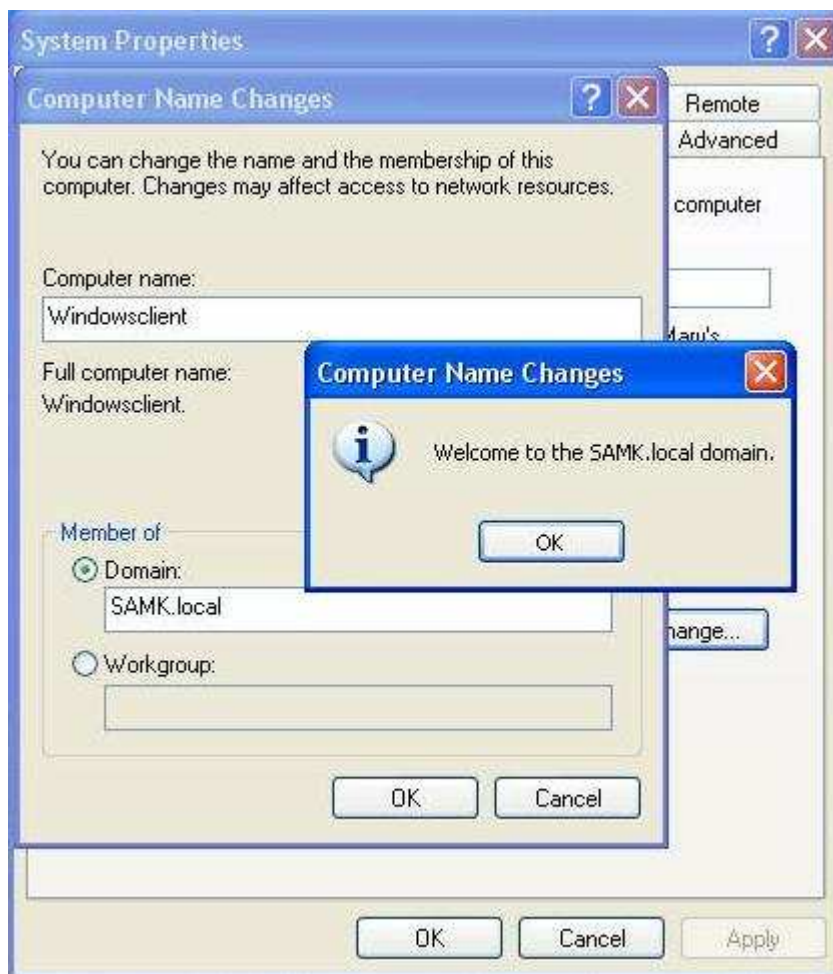 System Properties
Computer Name Changes
Remote
Advanced
You can change the name and the membership of this
computer. Changes may affect access to network resources.
computer
Computer name:
Windowsclient
Full computer name:
Windowsclient.
Computer Name Changes
Welcome to the SAMK.local domain.
OK
Member of
Domain:
SAMK.local
Workgroup:
hange...
OK Cancel
OK Cancel Apply